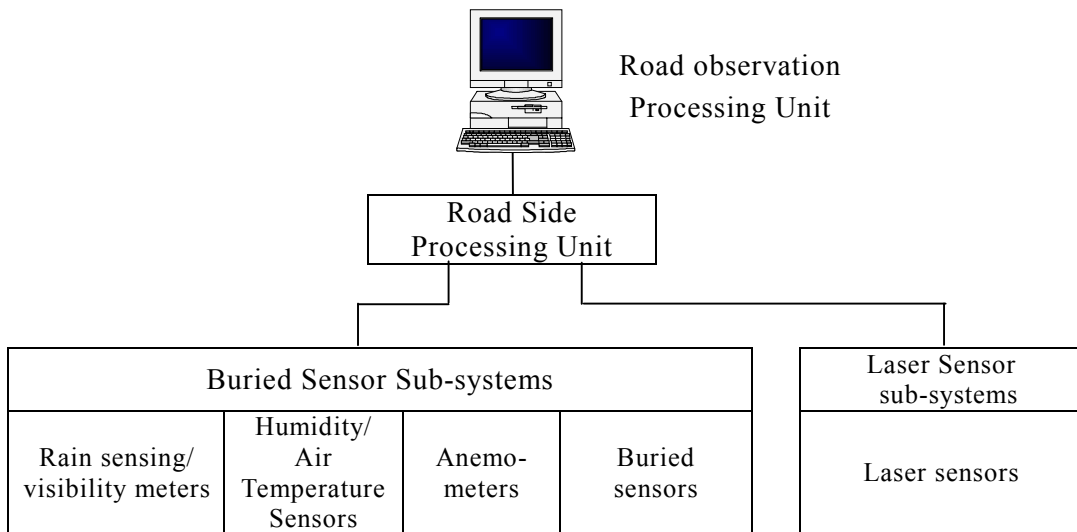 Road observation
Processing Unit
Road Side
Processing Unit
Buried Sensor Sub-systems
Laser Sensor
sub-systems
Rain sensing/
visibility meters
Humidity/
Air
Temperature
Sensors
Anemo-
meters
Buried
sensors
Laser sensors